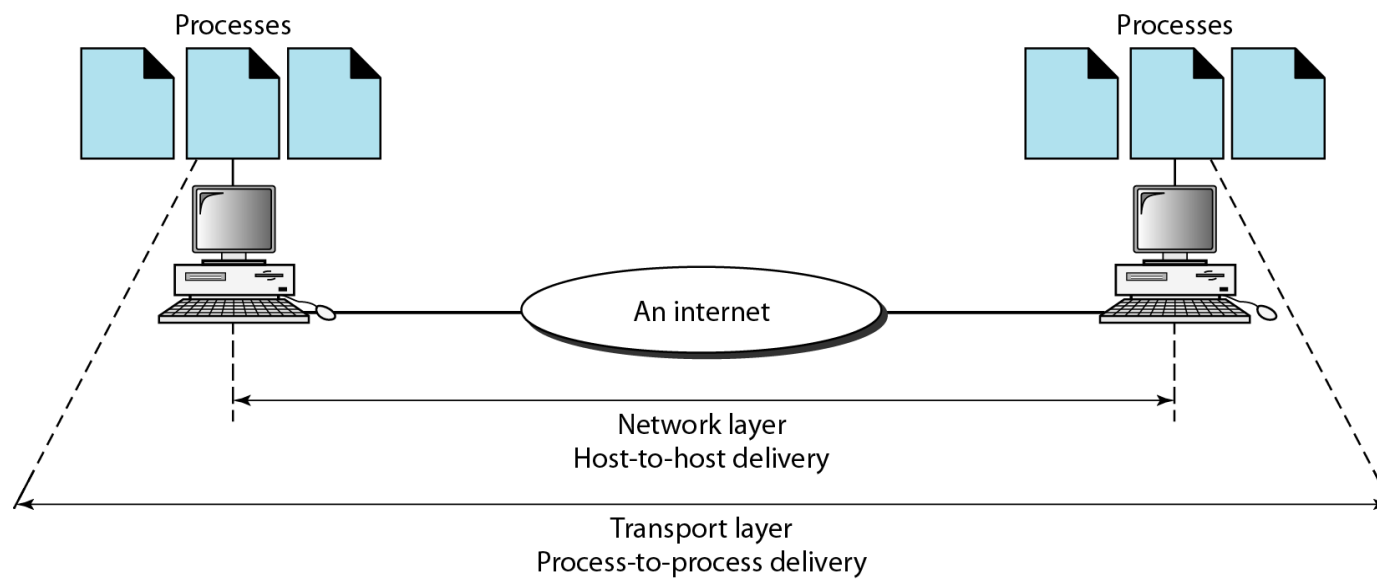 Processes
Processes
An internet
Network layer
Host-to-host delivery
Transport layer
Process-to-process delivery